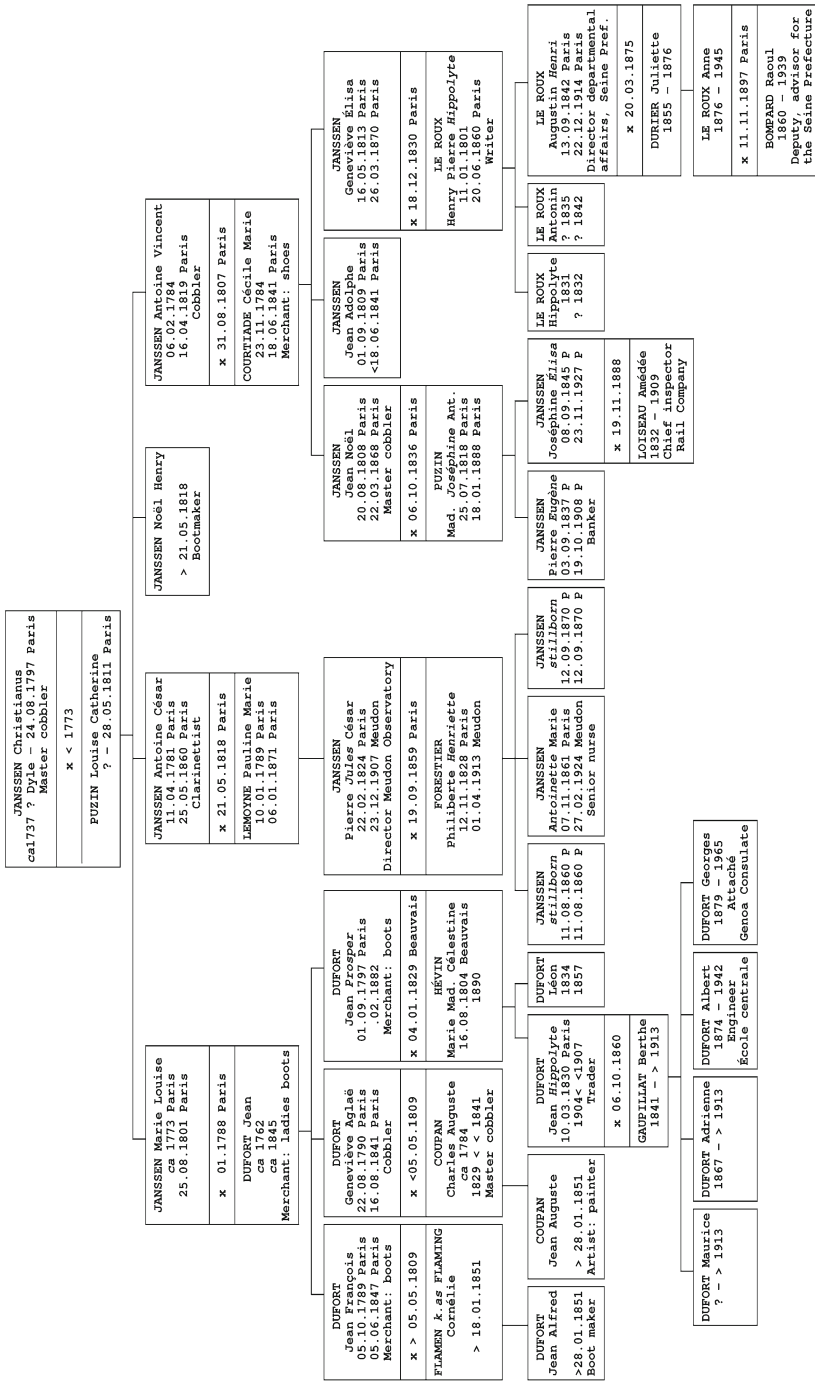 JANSSEN Christianus
ca1737 ? Dyle – 24.08.1797 Paris
Master cobbler
x < 1773
PUZIN Louise Catherine
? – 28.05.1811 Paris
JANSSEN Marie Louise
ca 1773 Paris
25.08.1801 Paris
x 01.1788 Paris
DUFORT Jean
ca 1762
ca 1845
Merchant: ladies boots
JANSSEN Antoine César
11.04.1781 Paris
25.05.1860 Paris
Clarinettist
x 21.05.1818 Paris
LEMOYNE Pauline Marie
10.01.1789 Paris
06.01.1871 Paris
JANSSEN Noël Henry
> 21.05.1818
Bootmaker
JANSSEN Antoine Vincent
06.02.1784
16.04.1819 Paris
Cobbler
x 31.08.1807 Paris
COURTIADE Cécile Marie
23.11.1784
18.06.1841 Paris
Merchant: shoes
DUFORT
Jean François
05.10.1789 Paris
05.06.1847 Paris
Merchant: boots
x > 05.05.1809
FLAMEN k.as FLAMING
Cornélie
> 18.01.1851
DUFORT
Geneviève Aglaë
22.08.1790 Paris
16.08.1841 Paris
Cobbler
x <05.05.1809
COUPAN
Charles Auguste
ca 1784
1829 < < 1841
Master cobbler
DUFORT
Jean Prosper
01.09.1797 Paris
.02.1882
Merchant: boots
x 04.01.1829 Beauvais
HÉVIN
Marie Mad. Célestine
16.08.1804 Beauvais
1890
JANSSEN
Pierre Jules César
22.02.1824 Paris
23.12.1907 Meudon
Director Meudon Observatory
x 19.09.1859 Paris
FORESTIER
Philiberte Henriette
12.11.1828 Paris
01.04.1913 Meudon
JANSSEN
Jean Noël
20.08.1808 Paris
22.03.1868 Paris
Master cobbler
x 06.10.1836 Paris
PUZIN
Mad. Joséphine Ant.
25.07.1818 Paris
18.01.1888 Paris
JANSSEN
Jean Adolphe
01.09.1809 Paris
<18.06.1841 Paris
JANSSEN
Geneviève Élisa
16.05.1813 Paris
26.03.1870 Paris
x 18.12.1830 Paris
LE ROUX
Henry Pierre Hippolyte
11.01.1801
20.06.1860 Paris
Writer
DUFORT
Jean Alfred
>28.01.1851
Boot maker
COUPAN
Jean Auguste
> 28.01.1851
Artist: painter
DUFORT
Jean Hippolyte
10.03.1830 Paris
1904< <1907
Trader
x 06.10.1860
GAUPILLAT Berthe
1841 – > 1913
DUFORT
Léon
1834
1857
JANSSEN
stillborn
11.08.1860 P
11.08.1860 P
JANSSEN
Antoinette Marie
07.11.1861 Paris
27.02.1924 Meudon
Senior nurse
JANSSEN
stillborn
12.09.1870 P
12.09.1870 P
JANSSEN
Pierre Eugène
03.09.1837 P
19.10.1908 P
Banker
JANSSEN
Joséphine Élisa
08.09.1845 P
23.11.1927 P
x 19.11.1888
LOISEAU Amédée
1832 – 1909
Chief inspector
Rail Company
LE ROUX
Hippolyte
1831
? 1832
LE ROUX
Antonin
? 1835
? 1842
LE ROUX
Augustin Henri
13.09.1842 Paris
22.12.1914 Paris
Director departmental
affairs, Seine Pref.
x 20.03.1875
DURIER Juliette
1855 – 1876
DUFORT Maurice
? – > 1913
DUFORT Adrienne
1867 – > 1913
DUFORT Albert
1874 – 1942
Engineer
École centrale
DUFORT Georges
1879 – 1965
Attaché
Genoa Consulate
LE ROUX Anne
1876 – 1945
x 11.11.1897 Paris
BOMPARD Raoul
1860 – 1939
Deputy, advisor for
the Seine Prefecture